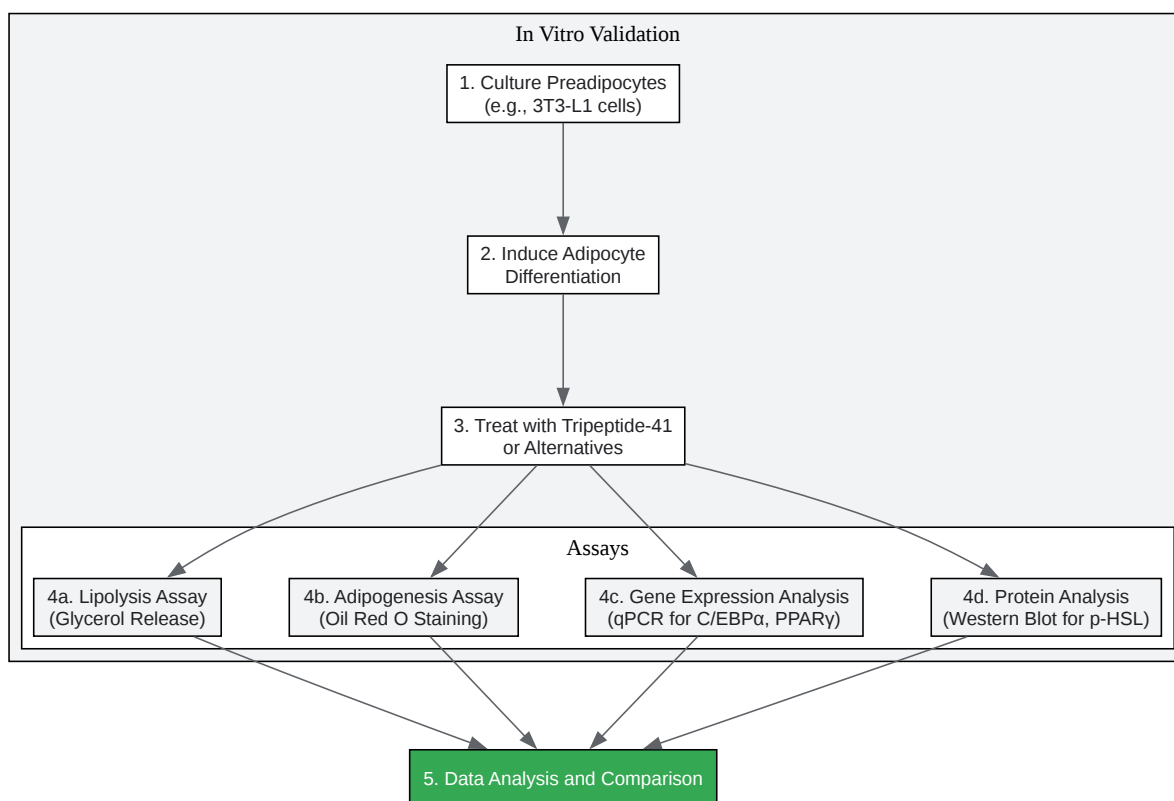 In Vitro Validation
1. Culture Preadipocytes
(e.g., 3T3-L1 cells)
2. Induce Adipocyte
Differentiation
3. Treat with Tripeptide-41
or Alternatives
Assays
4a. Lipolysis Assay
(Glycerol Release)
4b. Adipogenesis Assay
(Oil Red O Staining)
4c. Gene Expression Analysis
(qPCR for C/EBPα, PPARγ)
4d. Protein Analysis
(Western Blot for p-HSL)
5. Data Analysis and Comparison